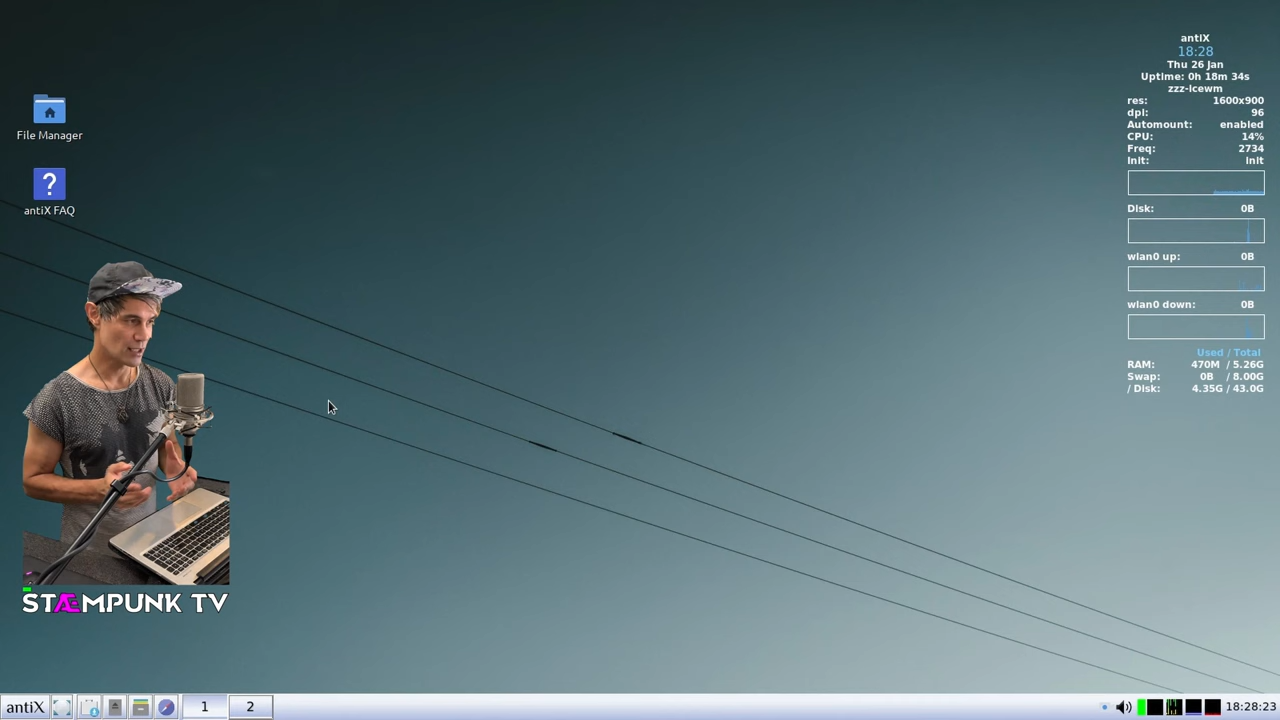 antiX
18:28
Thu 26 Jan
Uptime: 0h 18m 34s
zzz-icewm
res: 1600x900
dpi: 96
Automount: enabled
CPU: 14%
Freq: 2734
Init: init
Disk: 0B
wlan0 up: 0B
wlan0 down: 0B
Used / Total
RAM: 470M / 5.26G
Swap: 0B / 8.00G
/ Disk: 4.35G / 43.0G
File Manager
?
antiX FAQ
STÆMPUNK TV
antiX 1 2 18:28:23